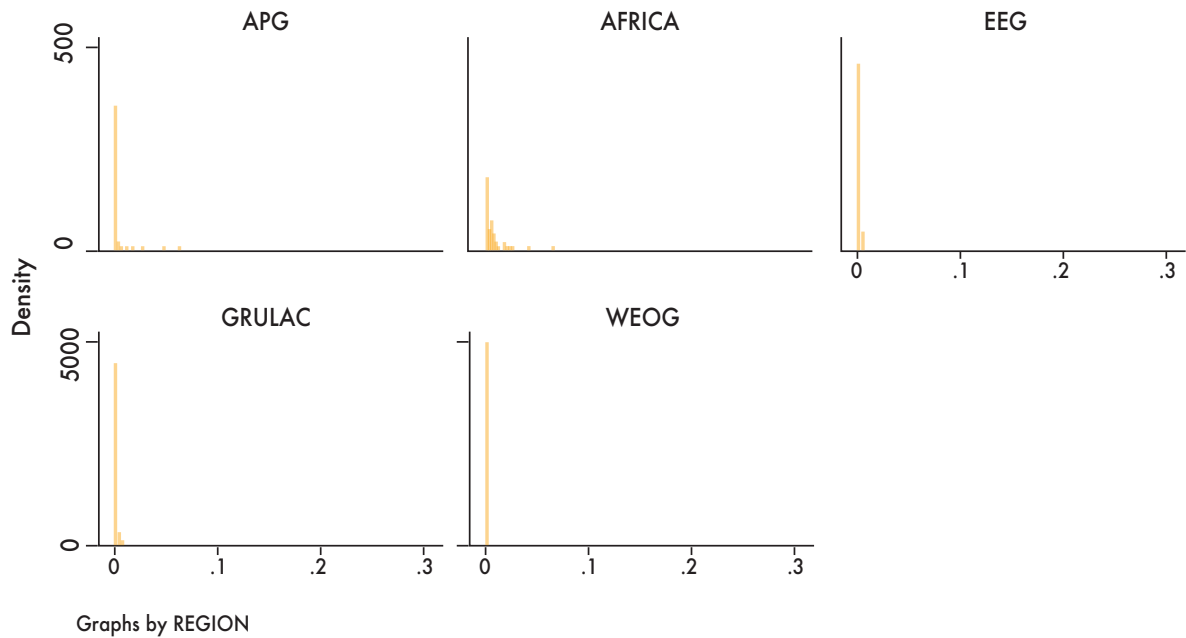 APG AFRICA EEG
500
0
0 .1 .2 .3
Density
GRULAC WEOG
5000
0
0 .1 .2 .3 0 .1 .2 .3
Graphs by REGION